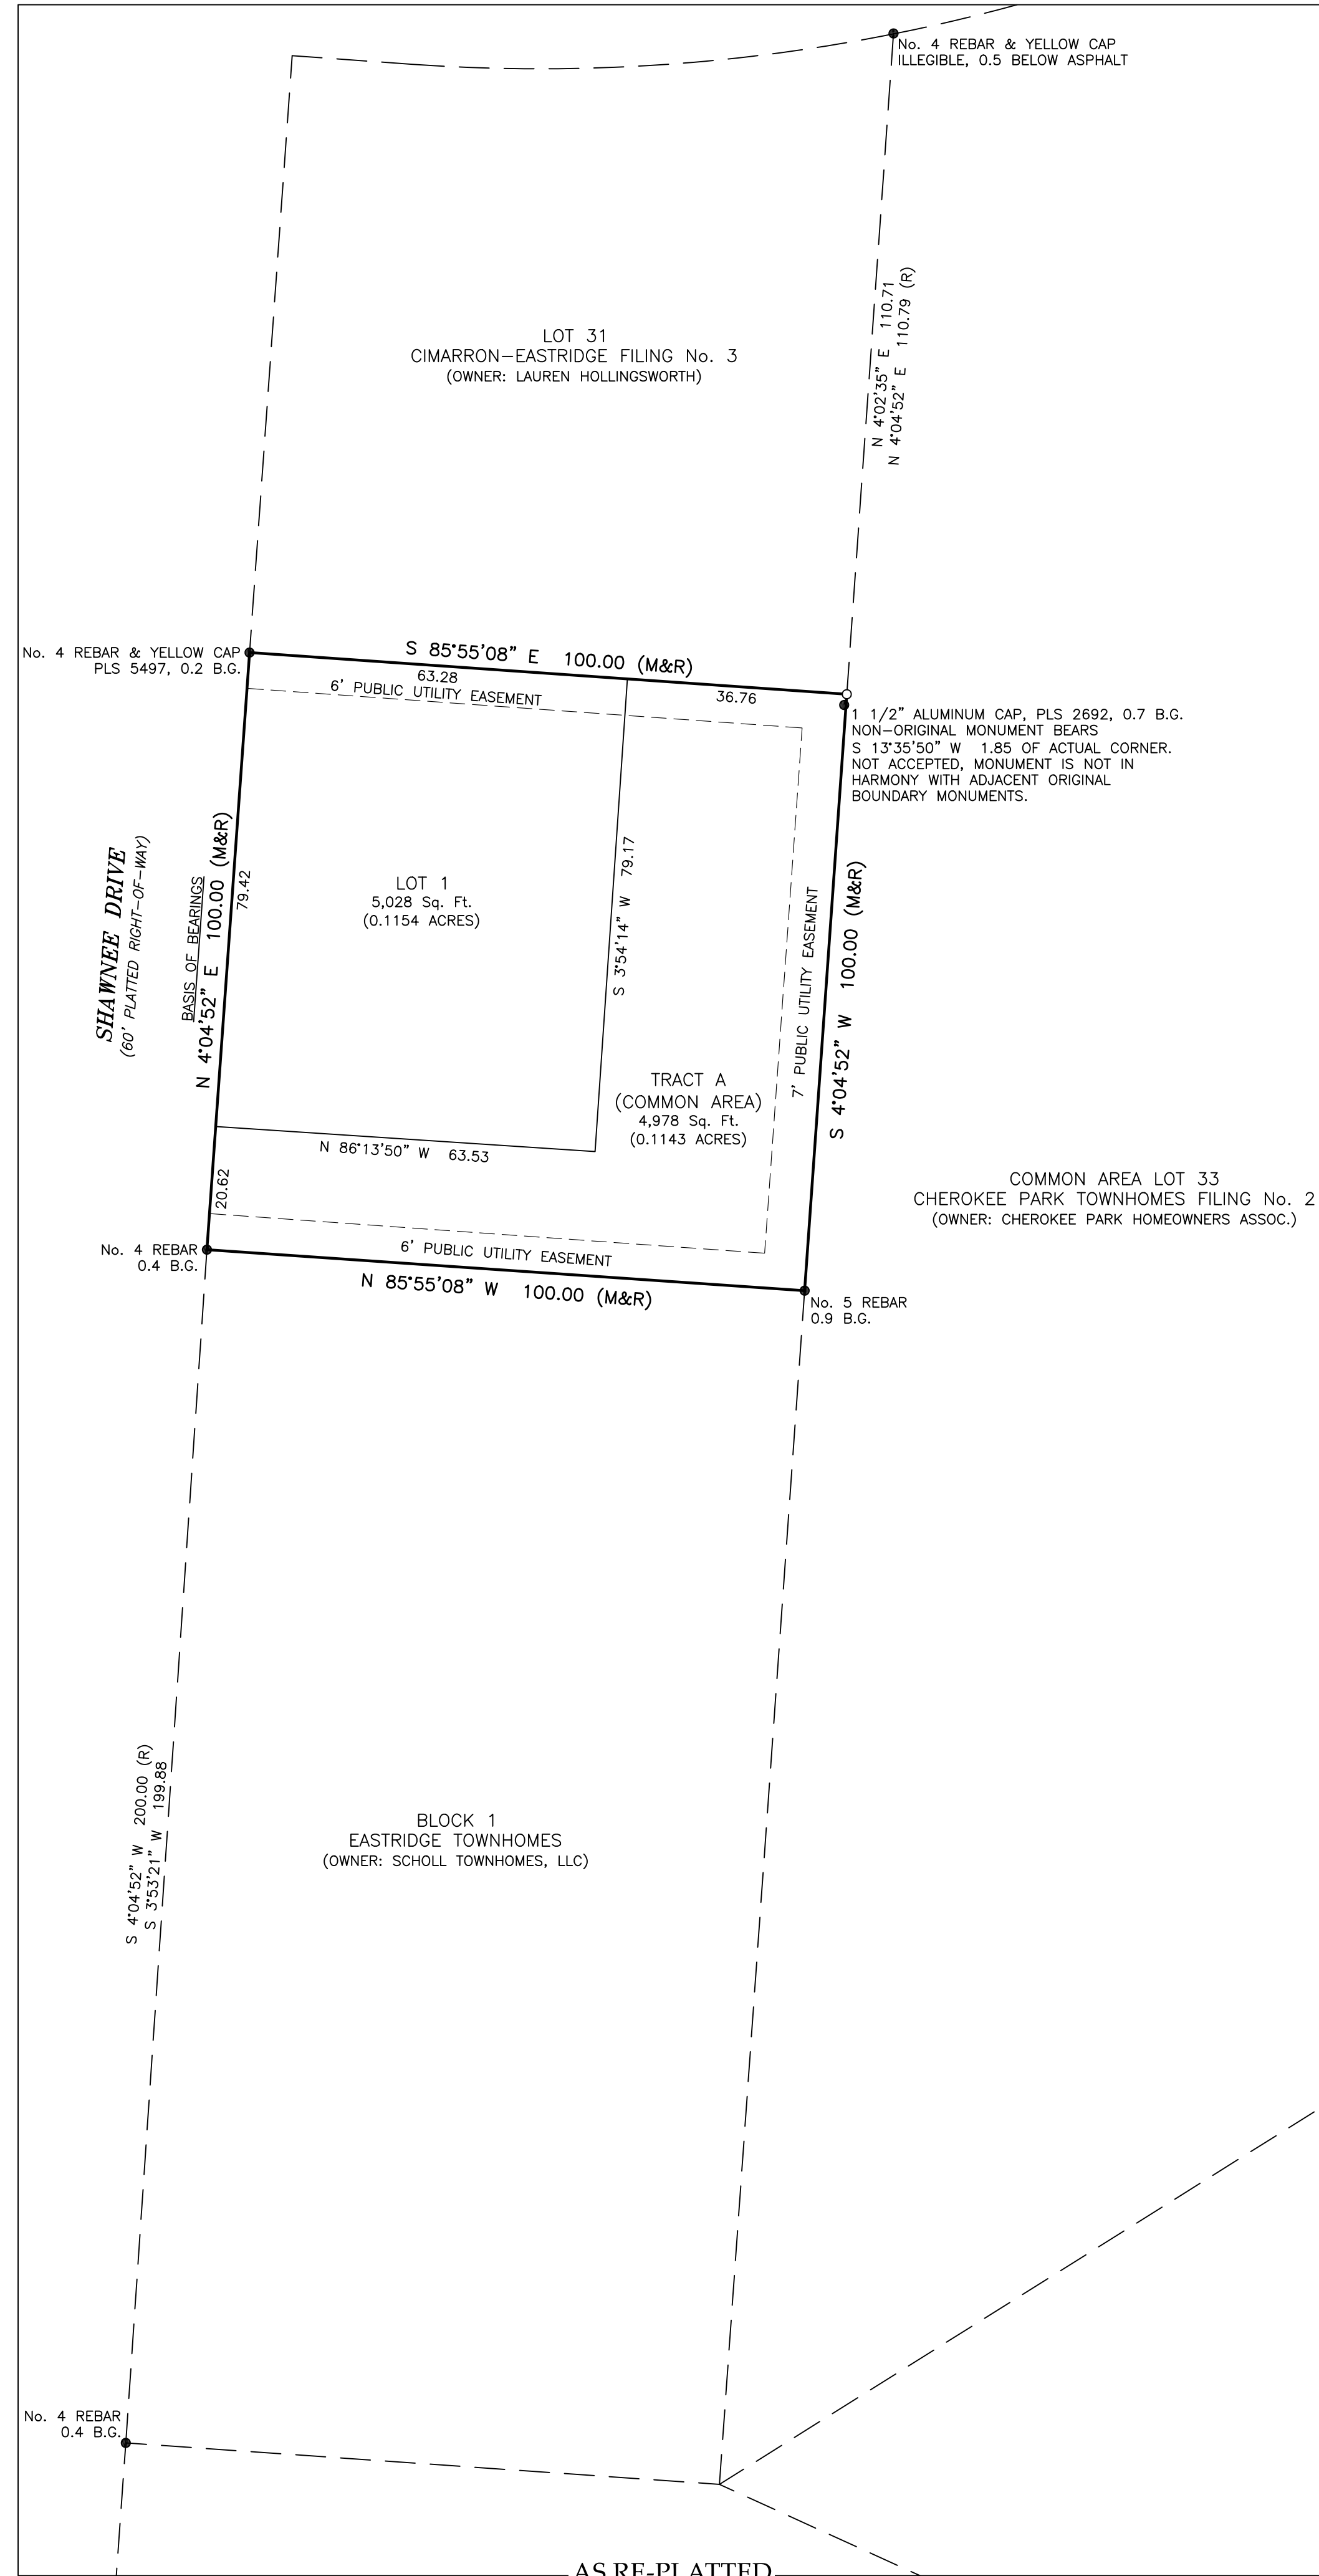 No. 4 REBAR & YELLOW CAP
ILLEGIBLE, 0.5 BELOW ASPHALT
N 4°02'35" E 110.71
N 4°04'52" E 110.79 (R)
LOT 31
CIMARRON-EASTRIDGE FILING No. 3
(OWNER: LAUREN HOLLINGSWORTH)
No. 4 REBAR & YELLOW CAP
PLS 5497, 0.2 B.G.
S 85°55'08" E 100.00 (M&R)
63.28
36.76
6' PUBLIC UTILITY EASEMENT
1 1/2" ALUMINUM CAP, PLS 2692, 0.7 B.G.
NON-ORIGINAL MONUMENT BEARS
S 13°35'50" W 1.85 OF ACTUAL CORNER.
NOT ACCEPTED, MONUMENT IS NOT IN
HARMONY WITH ADJACENT ORIGINAL
BOUNDARY MONUMENTS.
SHAWNEE DRIVE
(60' PLATTED RIGHT-OF-WAY)
BASIS OF BEARINGS
N 4°04'52" E 100.00 (M&R)
79.42
LOT 1
5,028 Sq. Ft.
(0.1154 ACRES)
S 3°54'14" W 79.17
7' PUBLIC UTILITY EASEMENT
S 4°04'52" W 100.00 (M&R)
TRACT A
(COMMON AREA)
4,978 Sq. Ft.
(0.1143 ACRES)
N 86°13'50" W 63.53
20.62
COMMON AREA LOT 33
CHEROKEE PARK TOWNHOMES FILING No. 2
(OWNER: CHEROKEE PARK HOMEOWNERS ASSOC.)
No. 4 REBAR
0.4 B.G.
6' PUBLIC UTILITY EASEMENT
N 85°55'08" W 100.00 (M&R)
No. 5 REBAR
0.9 B.G.
S 4°04'52" W 200.00 (R)
S 3°53'21" W 199.88
BLOCK 1
EASTRIDGE TOWNHOMES
(OWNER: SCHOLL TOWNHOMES, LLC)
No. 4 REBAR
0.4 B.G.
AS RE-PLATTED